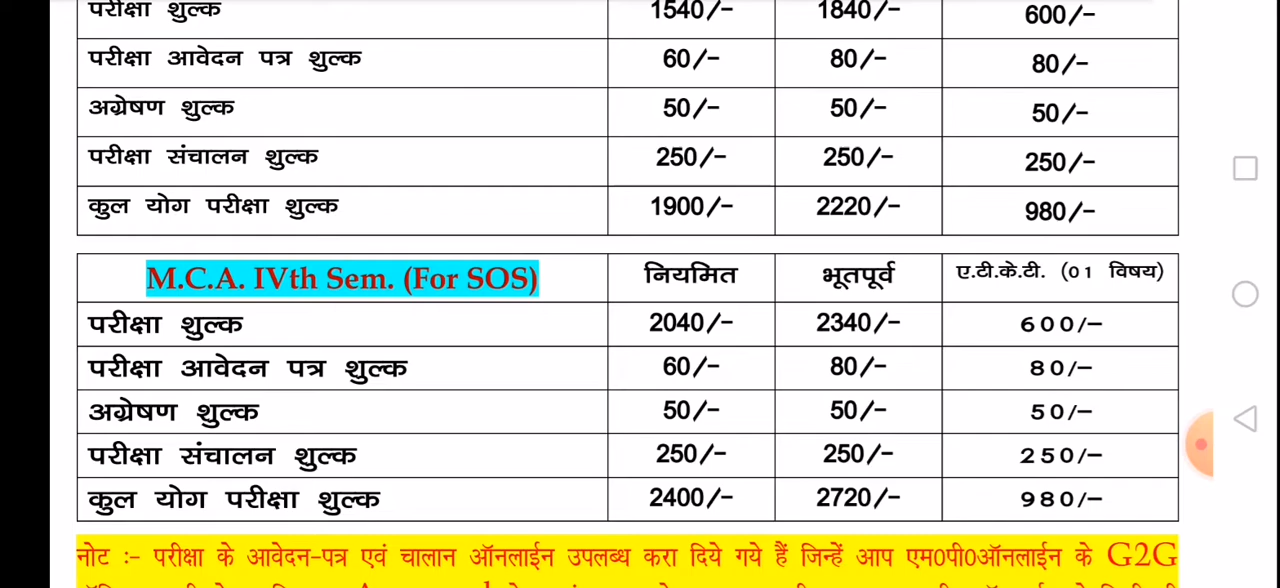 परीक्षा शुल्क 1540/- 1840/- 600/-
परीक्षा आवेदन पत्र शुल्क 60/- 80/- 80/-
अग्रेषण शुल्क 50/- 50/- 50/-
परीक्षा संचालन शुल्क 250/- 250/- 250/-
कुल योग परीक्षा शुल्क 1900/- 2220/- 980/-
M.C.A. IVth Sem. (For SOS) नियमित भूतपूर्व ए.टी.के.टी. (01 विषय)
परीक्षा शुल्क 2040/- 2340/- 600/-
परीक्षा आवेदन पत्र शुल्क 60/- 80/- 80/-
अग्रेषण शुल्क 50/- 50/- 50/-
परीक्षा संचालन शुल्क 250/- 250/- 250/-
कुल योग परीक्षा शुल्क 2400/- 2720/- 980/-
नोट :- परीक्षा के आवेदन-पत्र एवं चालान ऑनलाईन उपलब्ध करा दिये गये हैं जिन्हें आप एम0पी0ऑनलाईन के G2G